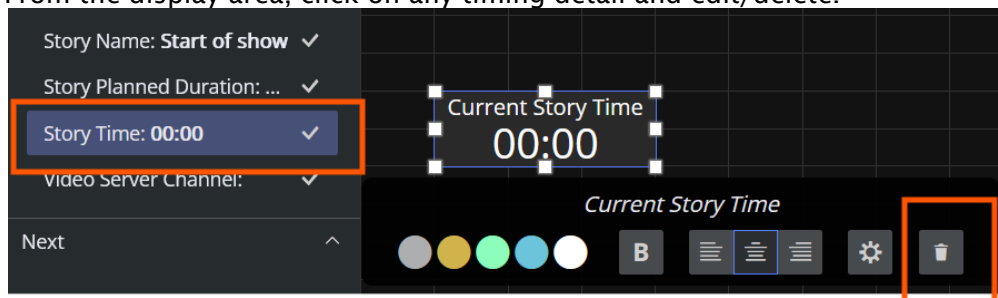 From the display area, click on any timing detail and edit/delete.
Story Name: Start of show
Story Planned Duration: ...
Story Time: 00:00
Video Server Channel:
Next
Current Story Time
00:00
Current Story Time
B